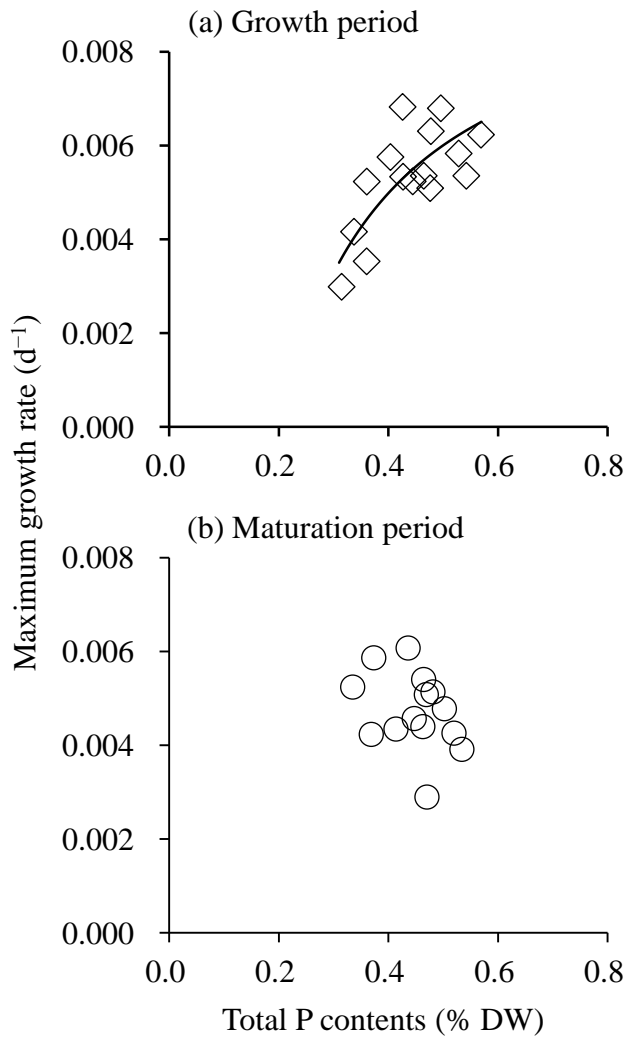 (a) Growth period
0.008
0.006
0.004
0.002
0.000
0.0 0.2 0.4 0.6 0.8
Maximum growth rate (d⁻¹)
(b) Maturation period
0.008
0.006
0.004
0.002
0.000
0.0 0.2 0.4 0.6 0.8
Total P contents (% DW)